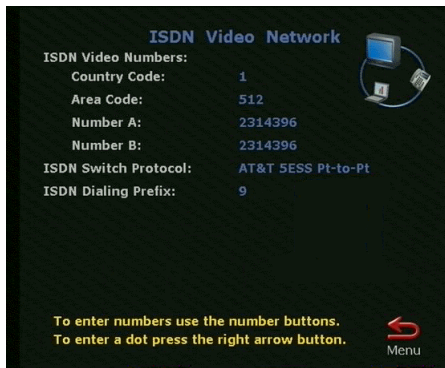 ISDN Video Network
ISDN Video Numbers:
Country Code: 1
Area Code: 512
Number A: 2314396
Number B: 2314396
ISDN Switch Protocol: AT&T 5ESS Pt-to-Pt
ISDN Dialing Prefix: 9
To enter numbers use the number buttons.
To enter a dot press the right arrow button.
Menu